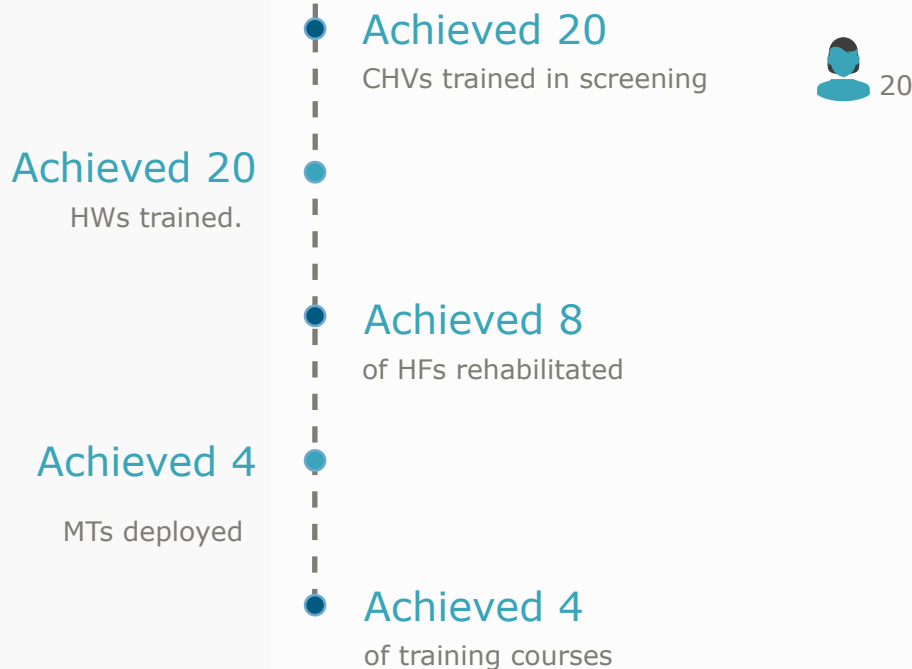 Achieved 20
CHVs trained in screening
20
Achieved 20
HWs trained.
Achieved 8
of HFs rehabilitated
Achieved 4
MTs deployed
Achieved 4
of training courses